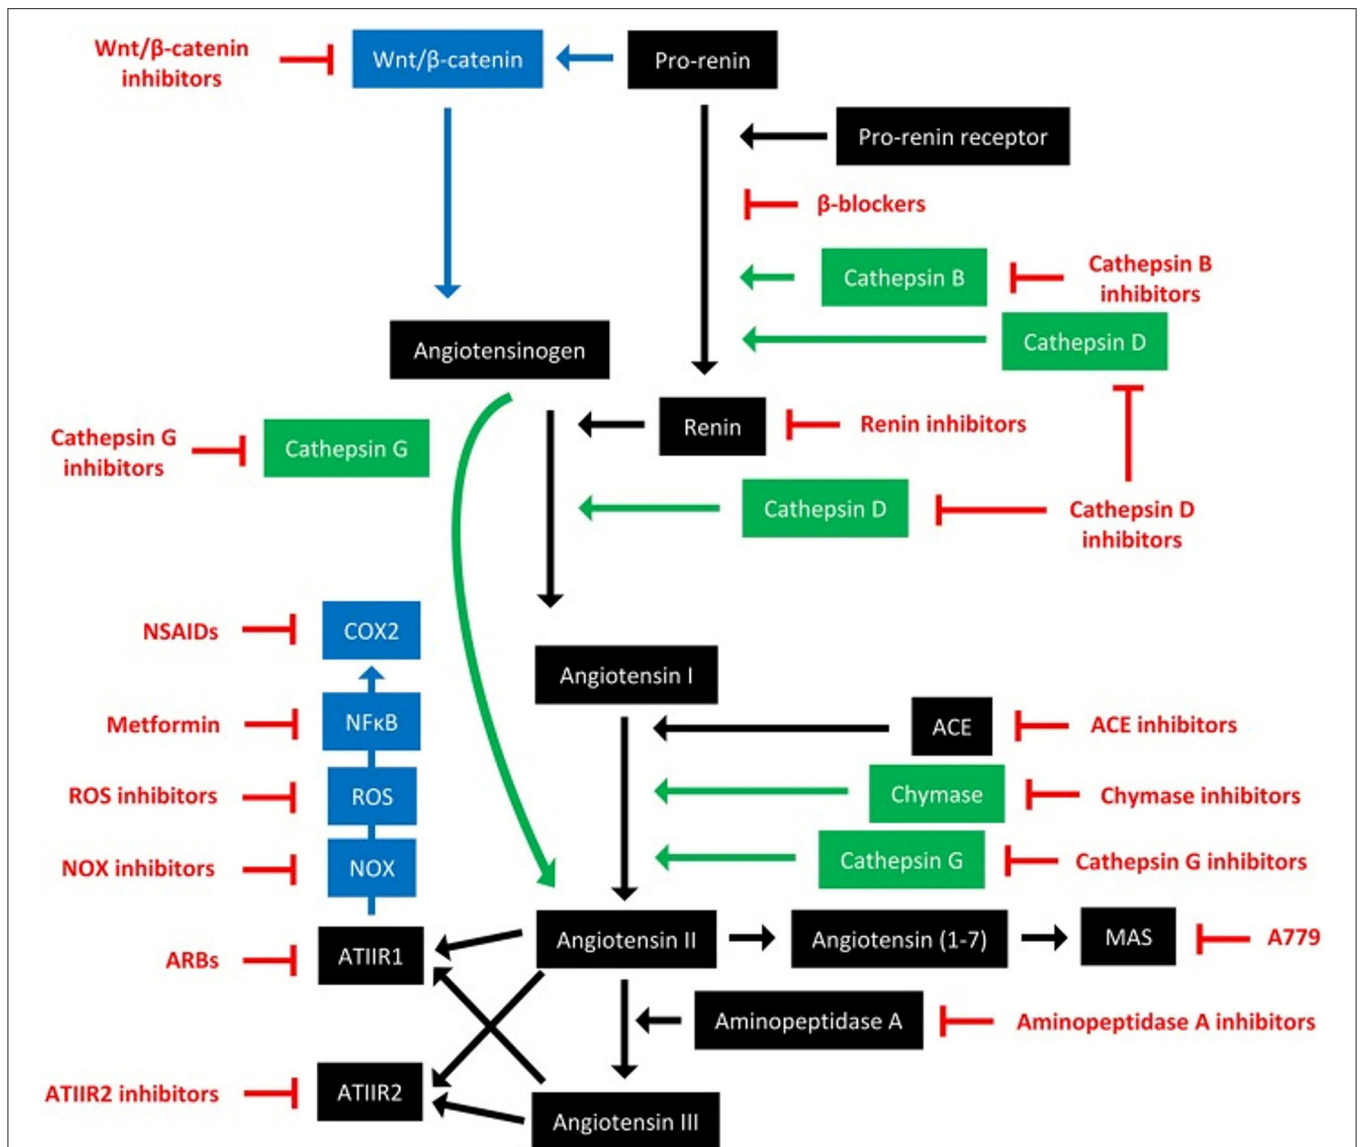 Wnt/β-catenin
inhibitors
Wnt/β-catenin
Pro-renin
Pro-renin receptor
β-blockers
Cathepsin B
Cathepsin B
inhibitors
Cathepsin D
Angiotensinogen
Renin
Renin inhibitors
Cathepsin G
inhibitors
Cathepsin G
Cathepsin D
Cathepsin D
inhibitors
NSAIDs
COX2
Angiotensin I
Metformin
NFκB
ACE
ACE inhibitors
ROS inhibitors
ROS
Chymase
Chymase inhibitors
NOX inhibitors
NOX
Cathepsin G
Cathepsin G inhibitors
ARBs
ATIIR1
Angiotensin II
Angiotensin (1-7)
MAS
A779
Aminopeptidase A
Aminopeptidase A inhibitors
ATIIR2 inhibitors
ATIIR2
Angiotensin III